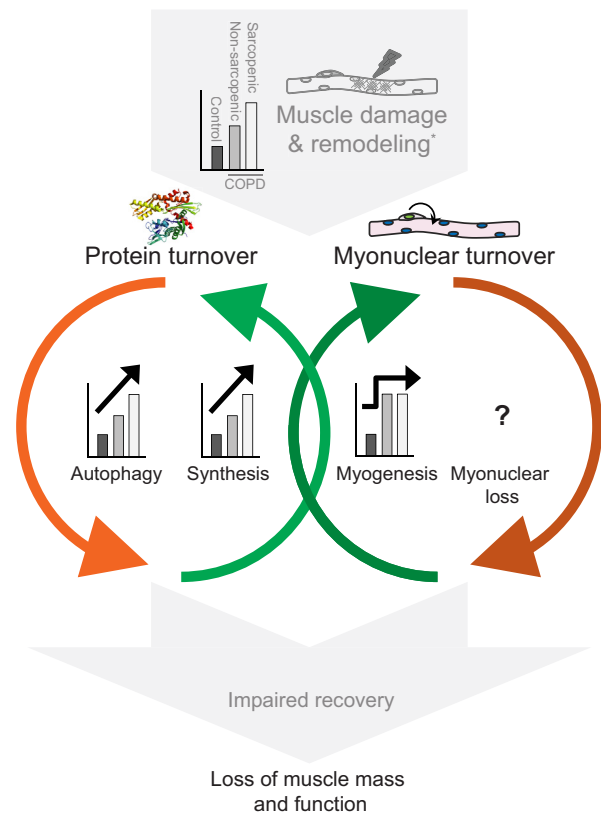 Control
Non-sarcopenic
Sarcopenic
COPD
Muscle damage
& remodeling*
Protein turnover
Myonuclear turnover
Autophagy
Synthesis
Myogenesis
?
Myonuclear
loss
Impaired recovery
Loss of muscle mass
and function